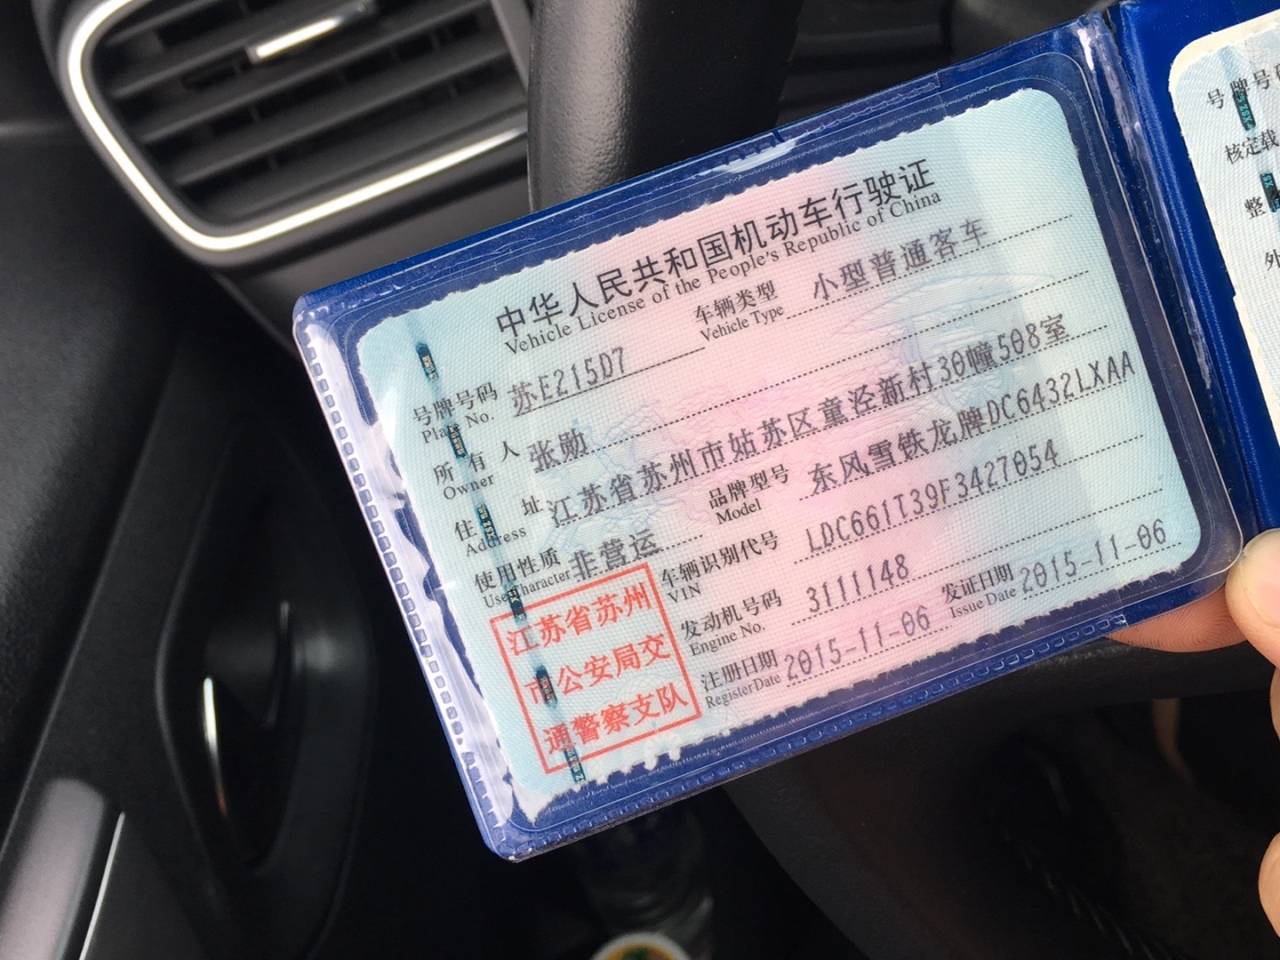 中华人民共和国机动车行驶证
Vehicle License of the People's Republic of China
号牌号码 苏E215D7 车辆类型 小型普通客车
Plate No. Vehicle Type
所有人 张勋
Owner
住址 江苏省苏州市姑苏区童泾新村30幢508室
Address
使用性质 非营运 品牌型号 东风雪铁龙牌DC6432LXAA
Use Character Model
车辆识别代号 LDC661T39F3427054
VIN
发动机号码 3111148
Engine No.
注册日期 2015-11-06 发证日期 2015-11-06
Register Date Issue Date
江苏省苏州
市公安局交
通警察支队
号牌号码
核定载
整
外